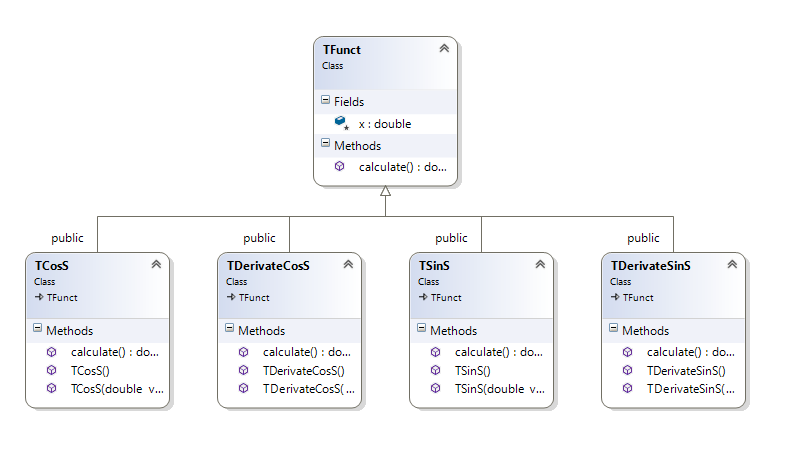 TFunct
Class
Fields
x : double
Methods
calculate() : do...
public
public
public
public
TCosS
Class
TFunct
Methods
calculate() : do...
TCosS()
TCosS(double v...
TDerivateCosS
Class
TFunct
Methods
calculate() : do...
TDerivateCosS()
TDerivateCosS( ...
TSinS
Class
TFunct
Methods
calculate() : do...
TSinS()
TSinS(double v...
TDerivateSinS
Class
TFunct
Methods
calculate() : do...
TDerivateSinS()
TDerivateSinS( ...